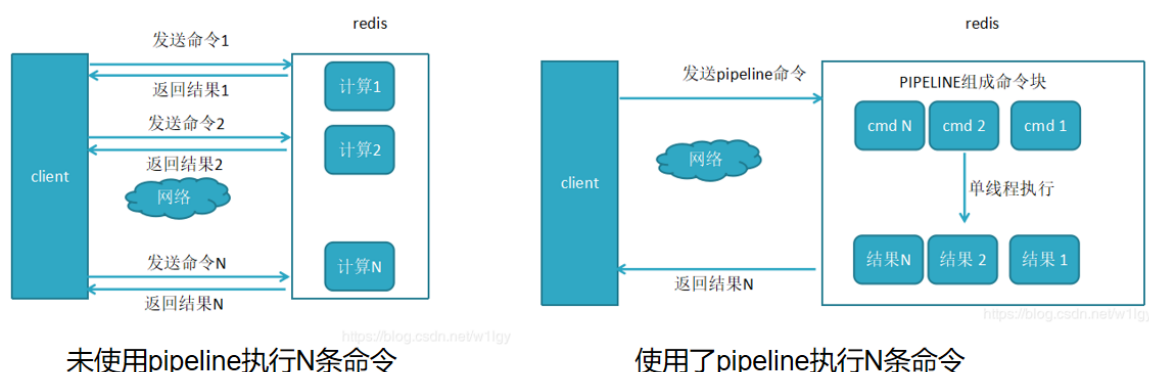 redis
发送命令1
返回结果1
计算1
发送命令2
返回结果2
计算2
client
网络
发送命令N
返回结果N
计算N
https://blog.csdn.net/w1lgy
未使用pipeline执行N条命令
redis
发送pipeline命令
PIPELINE组成命令块
cmd N cmd 2 cmd 1
网络
client
单线程执行
结果N 结果 2 结果 1
返回结果N
https://blog.csdn.net/w1lgy
使用了pipeline执行N条命令